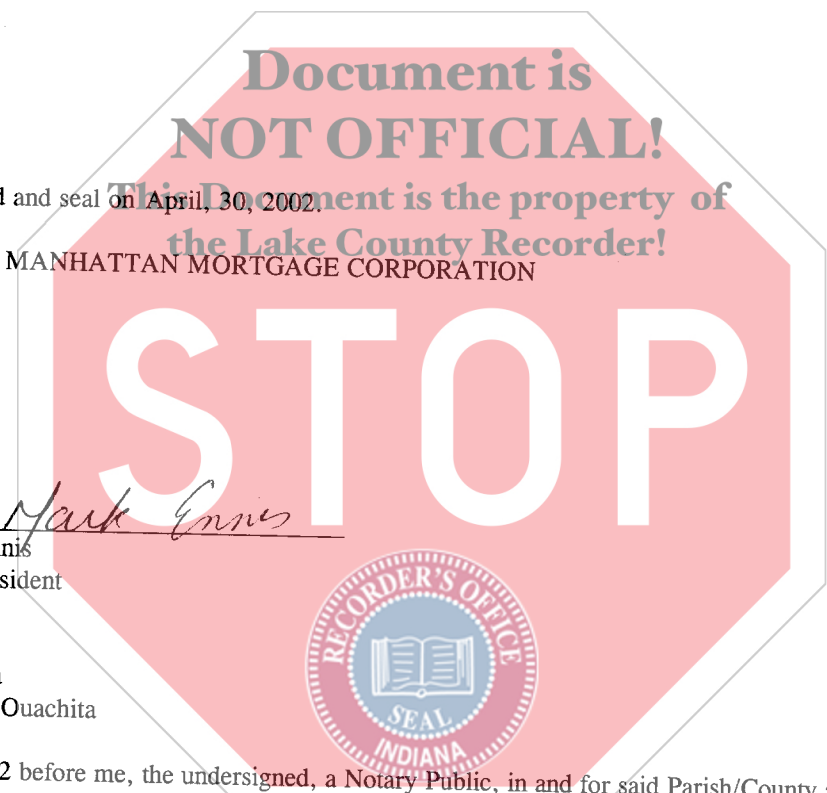 Document is
NOT OFFICIAL!
This Document is the property of
the Lake County Recorder!
d and seal on April, 30, 2002.
MANHATTAN MORTGAGE CORPORATION
STOP
Mark Ennis
nnis
sident
RECORDER'S OFFICE
SEAL
INDIANA
Ouachita
2 before me, the undersigned, a Notary Public, in and for said Parish/County